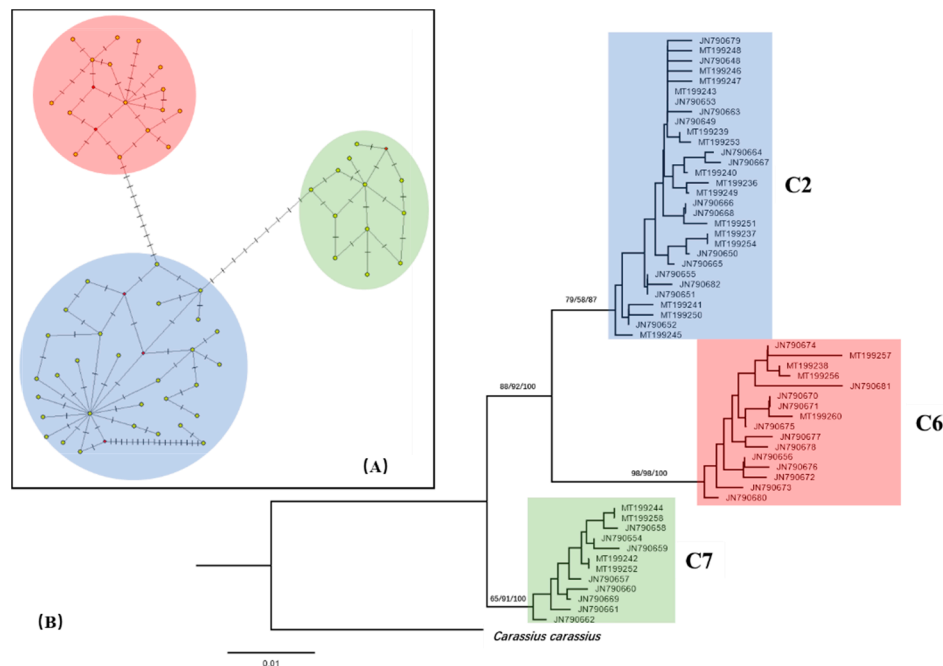 JN790679
MT199248
JN790648
MT199246
MT199247
MT199243
JN790653
JN790663
JN790649
MT199239
MT199253
JN790664
JN790667
MT199240
MT199236
MT199249
JN790666
JN790668
MT199251
MT199237
MT199254
JN790650
JN790665
JN790655
JN790682
JN790651
MT199241
MT199250
JN790652
MT199245
C2
79/58/87
JN790674
MT199257
MT199238
MT199256
JN790681
JN790670
JN790671
MT199260
JN790675
JN790677
JN790678
JN790656
JN790676
JN790672
JN790673
JN790680
C6
88/92/100
98/98/100
(A)
MT199244
MT199258
JN790658
JN790654
JN790659
MT199242
MT199252
JN790657
JN790660
JN790669
JN790661
JN790662
C7
65/91/100
(B)
Carassius carassius
0.01